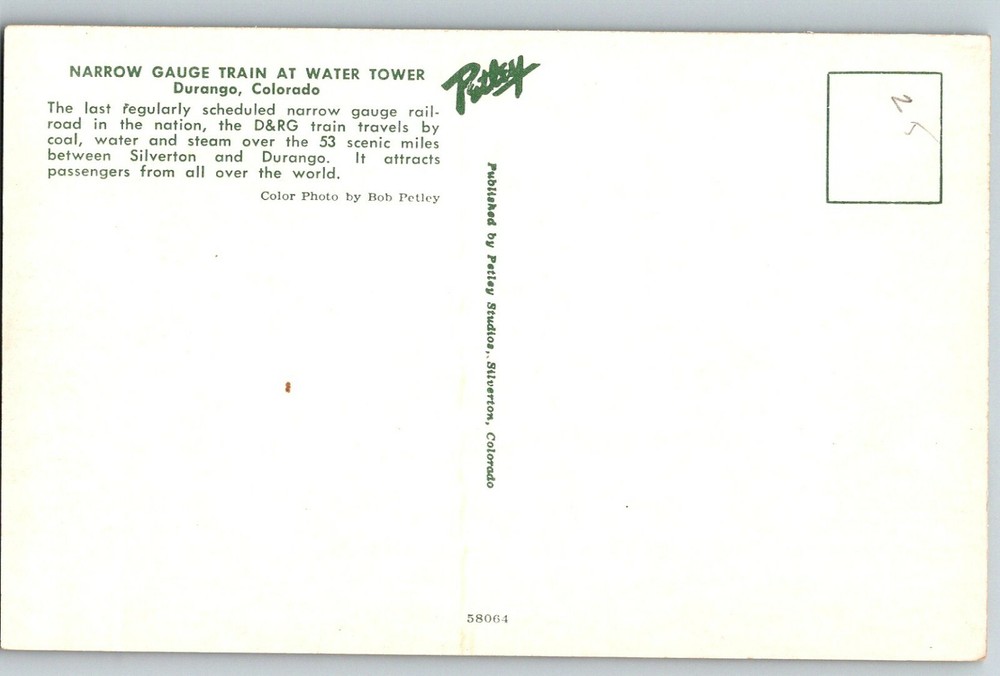 NARROW GAUGE TRAIN AT WATER TOWER
Durango, Colorado
The last regularly scheduled narrow gauge rail-
road in the nation, the D&RG train travels by
coal, water and steam over the 53 scenic miles
between Silverton and Durango. It attracts
passengers from all over the world.
Color Photo by Bob Petley
Petley
Published by Petley Studios, Silverton, Colorado
25
58064